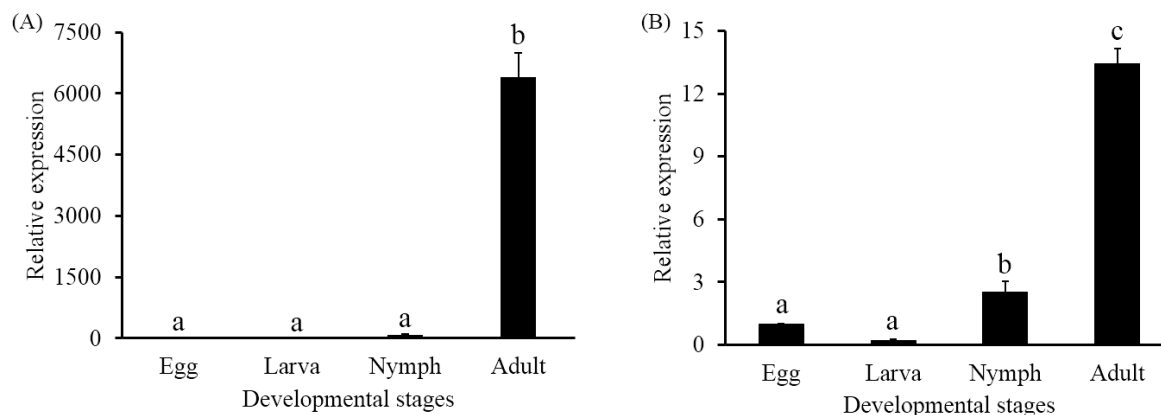 (A)
Relative expression
7500
6000
4500
3000
1500
0
a
a
a
b
Egg
Larva
Nymph
Adult
Developmental stages
(B)
Relative expression
15
12
9
6
3
0
a
a
b
c
Egg
Larva
Nymph
Adult
Developmental stages